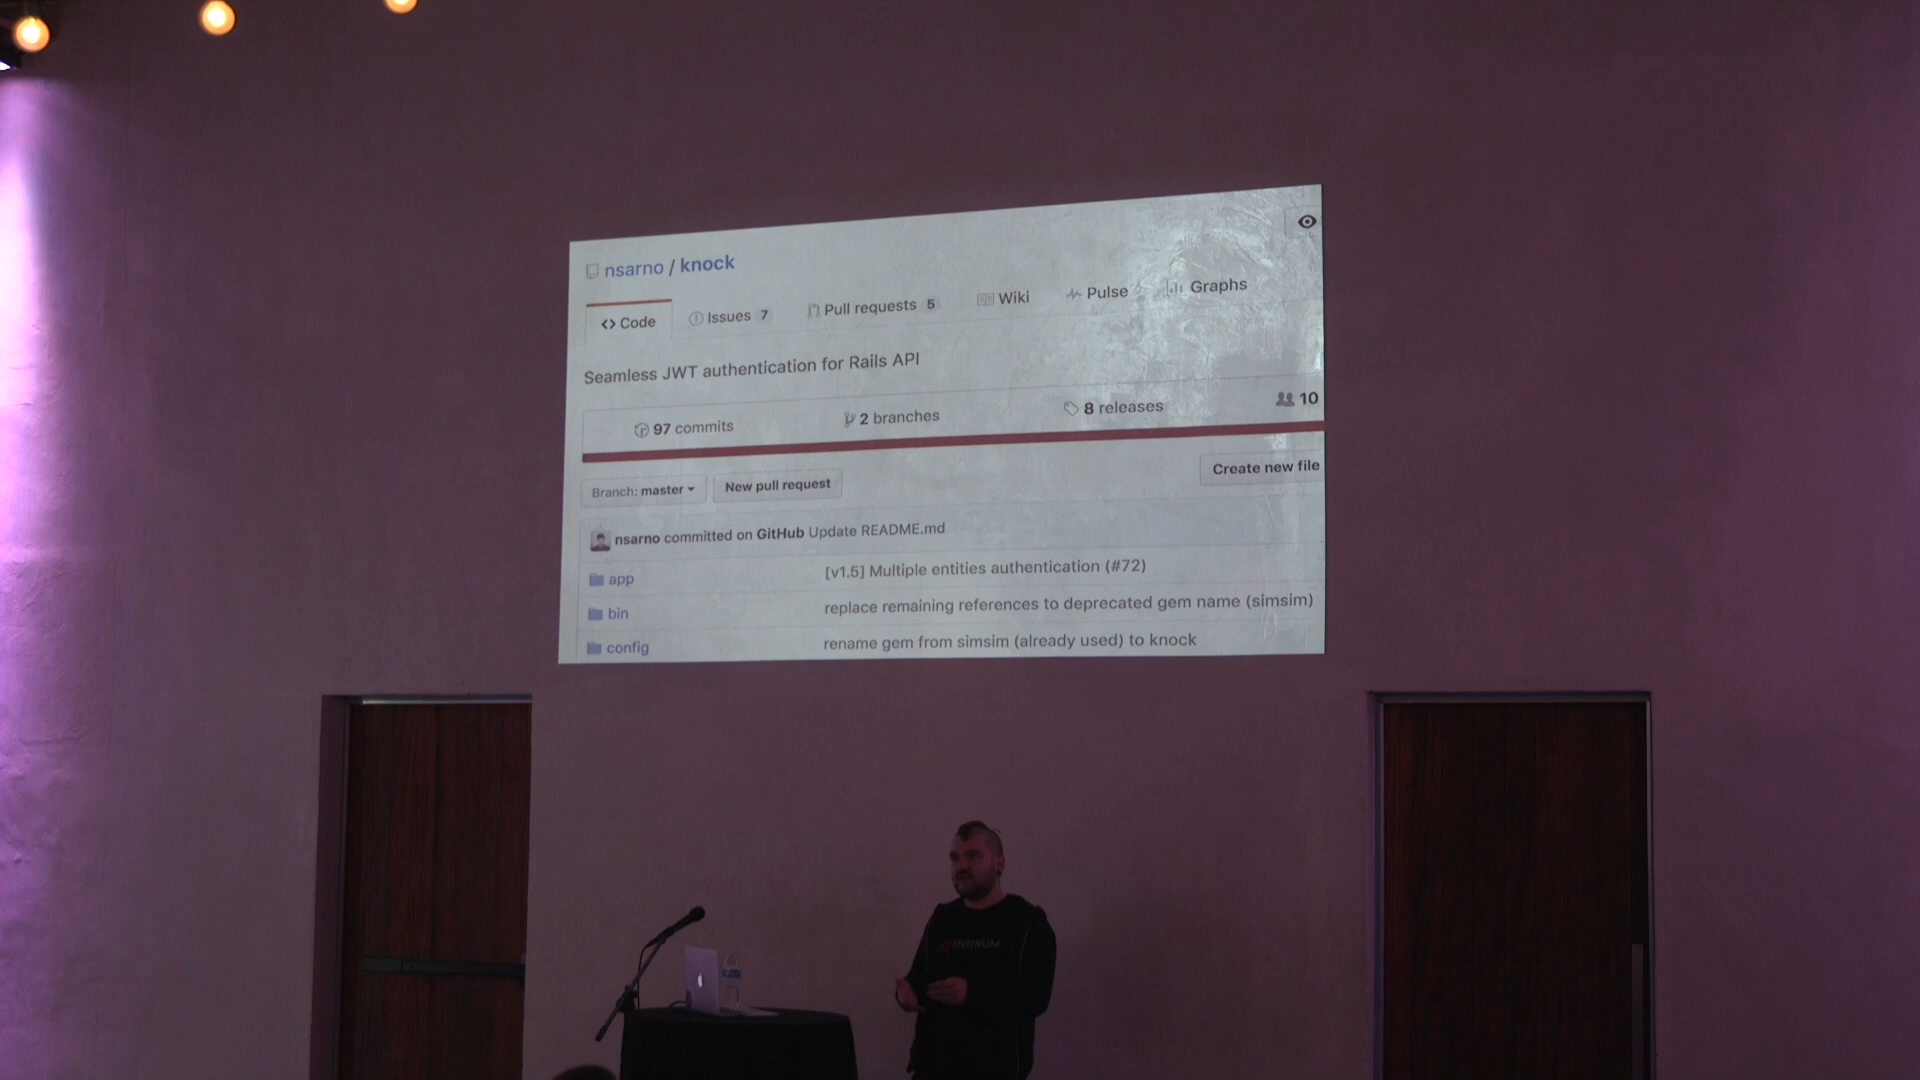 nsarno / knock
<> Code Issues 7 Pull requests 5 Wiki Pulse Graphs
Seamless JWT authentication for Rails API
97 commits 2 branches 8 releases 10
Branch: master New pull request Create new file
nsarno committed on GitHub Update README.md
app [v1.5] Multiple entities authentication (#72)
bin replace remaining references to deprecated gem name (simsim)
config rename gem from simsim (already used) to knock